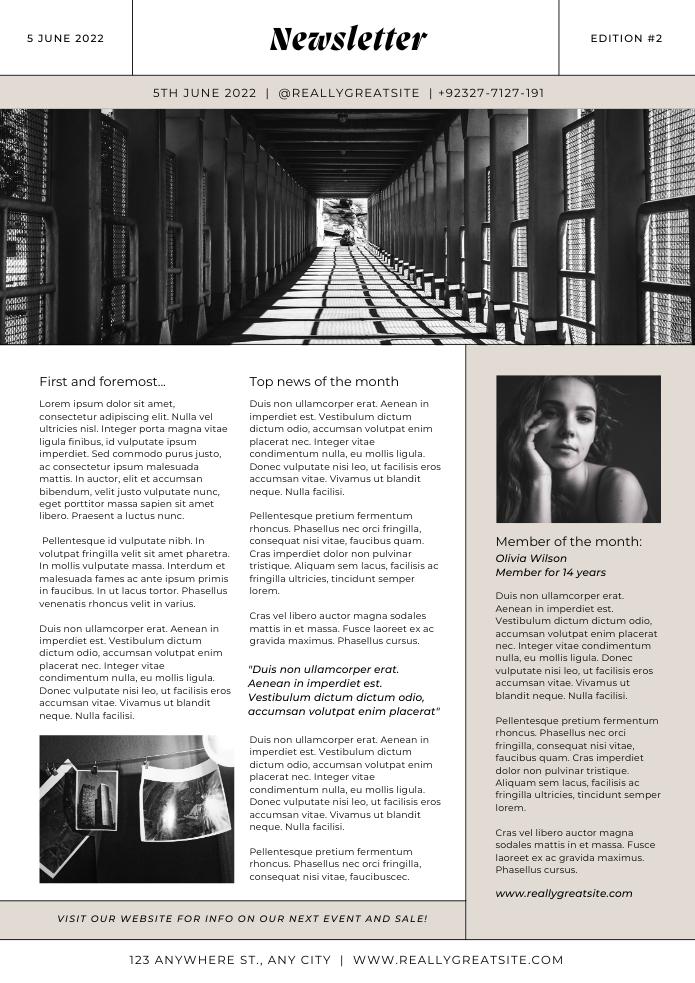 5 JUNE 2022
Newsletter
EDITION #2
5TH JUNE 2022 | @REALLYGREATSITE | +92327-7127-191
First and foremost...
Lorem ipsum dolor sit amet,
consectetur adipiscing elit. Nulla vel
ultricies nisl. Integer porta magna vitae
ligula finibus, id vulputate ipsum
imperdiet. Sed commodo purus justo,
ac consectetur ipsum malesuada
mattis. In auctor, elit et accumsan
bibendum, velit justo vulputate nunc,
eget porttitor massa sapien sit amet
libero. Praesent a luctus nunc.
Pellentesque id vulputate nibh. In
volutpat fringilla velit sit amet pharetra.
In mollis vulputate massa. Interdum et
malesuada fames ac ante ipsum primis
in faucibus. In ut lacus tortor. Phasellus
venenatis rhoncus velit in varius.
Duis non ullamcorper erat. Aenean in
imperdiet est. Vestibulum dictum
dictum odio, accumsan volutpat enim
placerat nec. Integer vitae
condimentum nulla, eu mollis ligula.
Donec vulputate nisi leo, ut facilisis eros
accumsan vitae. Vivamus ut blandit
neque. Nulla facilisi.
Top news of the month
Duis non ullamcorper erat. Aenean in
imperdiet est. Vestibulum dictum
dictum odio, accumsan volutpat enim
placerat nec. Integer vitae
condimentum nulla, eu mollis ligula.
Donec vulputate nisi leo, ut facilisis eros
accumsan vitae. Vivamus ut blandit
neque. Nulla facilisi.
Pellentesque pretium fermentum
rhoncus. Phasellus nec orci fringilla,
consequat nisi vitae, faucibus quam.
Cras imperdiet dolor non pulvinar
tristique. Aliquam sem lacus, facilisis ac
fringilla ultricies, tincidunt semper
lorem.
Cras vel libero auctor magna sodales
mattis in et massa. Fusce laoreet ex ac
gravida maximus. Phasellus cursus.
"Duis non ullamcorper erat.
Aenean in imperdiet est.
Vestibulum dictum dictum odio,
accumsan volutpat enim placerat"
Duis non ullamcorper erat. Aenean in
imperdiet est. Vestibulum dictum
dictum odio, accumsan volutpat enim
placerat nec. Integer vitae
condimentum nulla, eu mollis ligula.
Donec vulputate nisi leo, ut facilisis eros
accumsan vitae. Vivamus ut blandit
neque. Nulla facilisi.
Pellentesque pretium fermentum
rhoncus. Phasellus nec orci fringilla,
consequat nisi vitae, faucibuscec.
Member of the month:
Olivia Wilson
Member for 14 years
Duis non ullamcorper erat.
Aenean in imperdiet est.
Vestibulum dictum dictum odio,
accumsan volutpat enim placerat
nec. Integer vitae condimentum
nulla, eu mollis ligula. Donec
vulputate nisi leo, ut facilisis eros
accumsan vitae. Vivamus ut
blandit neque. Nulla facilisi.
Pellentesque pretium fermentum
rhoncus. Phasellus nec orci
fringilla, consequat nisi vitae,
faucibus quam. Cras imperdiet
dolor non pulvinar tristique.
Aliquam sem lacus, facilisis ac
fringilla ultricies, tincidunt semper
lorem.
Cras vel libero auctor magna
sodales mattis in et massa. Fusce
laoreet ex ac gravida maximus.
Phasellus cursus.
www.reallygreatsite.com
VISIT OUR WEBSITE FOR INFO ON OUR NEXT EVENT AND SALE!
123 ANYWHERE ST., ANY CITY | WWW.REALLYGREATSITE.COM